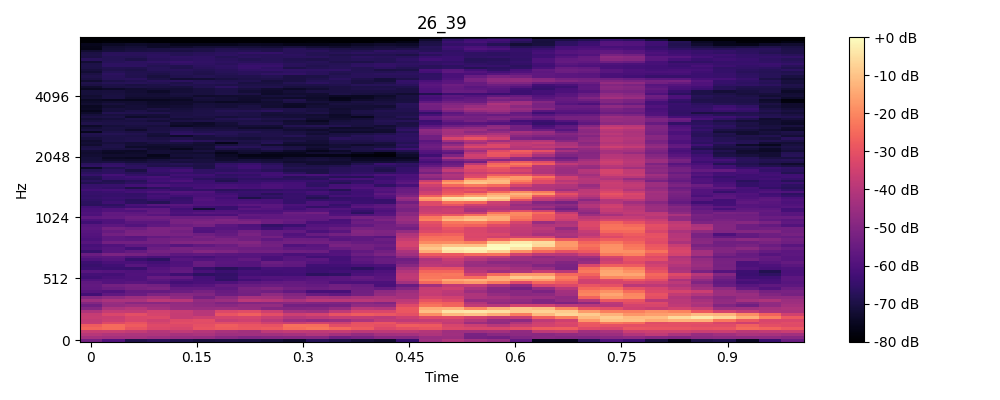 26_39
+0 dB
4096
-10 dB
-20 dB
2048
-30 dB
Hz
-40 dB
1024
-50 dB
512
-60 dB
-70 dB
0
-80 dB
0 0.15 0.3 0.45 0.6 0.75 0.9
Time